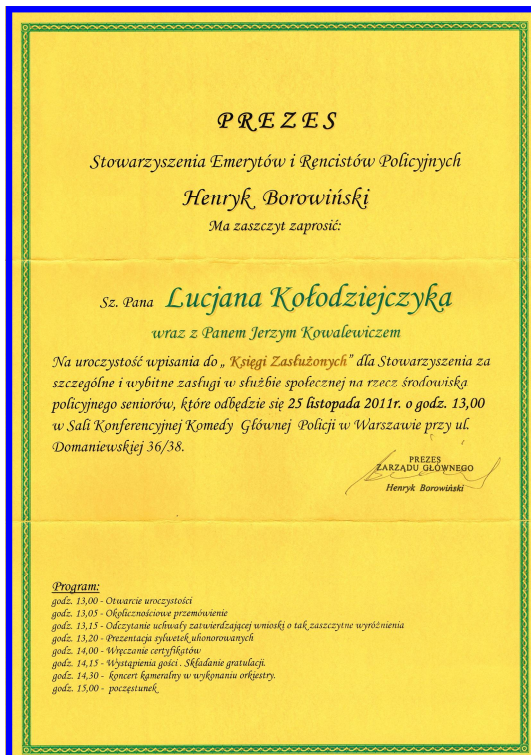 PREZES
Stowarzyszenia Emerytów i Rencistów Policyjnych
Henryk Borowiński
Ma zaszczyt zaprosić:
Sz. Pana Lucjana Kołodziejczyka
wraz z Panem Jerzym Kowalewiczem
Na uroczystość wpisania do „ Księgi Zasłużonych" dla Stowarzyszenia za
szczególne i wybitne zasługi w służbie społecznej na rzecz środowiska
policyjnego seniorów, które odbędzie się 25 listopada 2011r. o godz. 13,00
w Sali Konferencyjnej Komedy Głównej Policji w Warszawie przy ul.
Domaniewskiej 36/38.
PREZES
ZARZĄDU GŁÓWNEGO
Henryk Borowiński
Program:
godz. 13,00 - Otwarcie uroczystości
godz. 13,05 - Okolicznościowe przemówienie
godz. 13,15 - Odczytanie uchwały zatwierdzającej wnioski o tak zaszczytne wyróżnienia
godz. 13,20 - Prezentacja sylwetek uhonorowanych
godz. 14,00 - Wręczanie certyfikatów
godz. 14,15 - Wystąpienia gości . Składanie gratulacji.
godz. 14,30 - koncert kameralny w wykonaniu orkiestry.
godz. 15,00 - poczęstunek